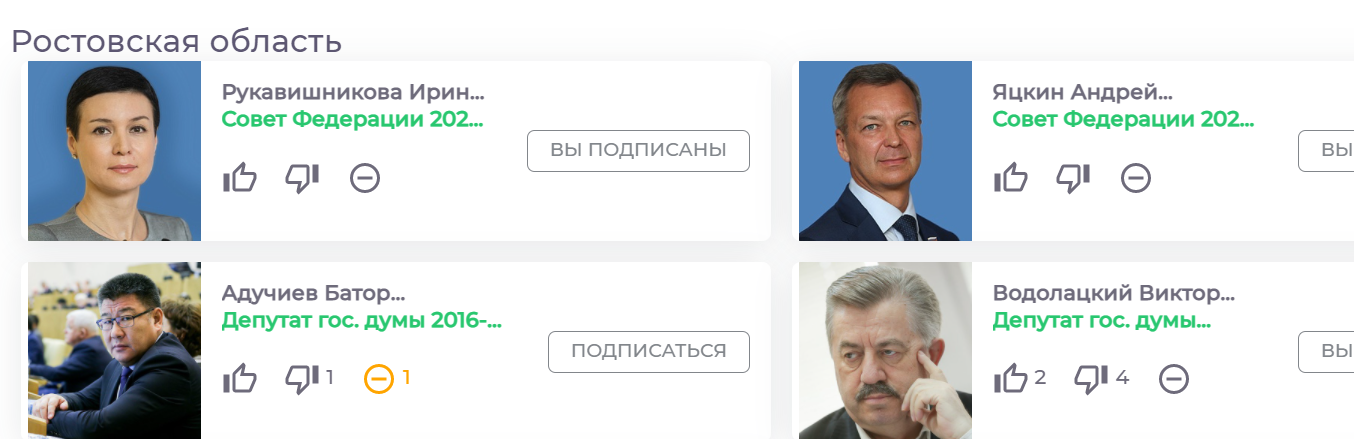 Ростовская область
Рукавишникова Ирин...
Совет Федерации 202...
ВЫ ПОДПИСАНЫ
Яцкин Андрей...
Совет Федерации 202...
ВЫ
Адучиев Батор...
Депутат гос. думы 2016-...
1 1
ПОДПИСАТЬСЯ
Водолацкий Виктор...
Депутат гос. думы...
2 4
ВЫ